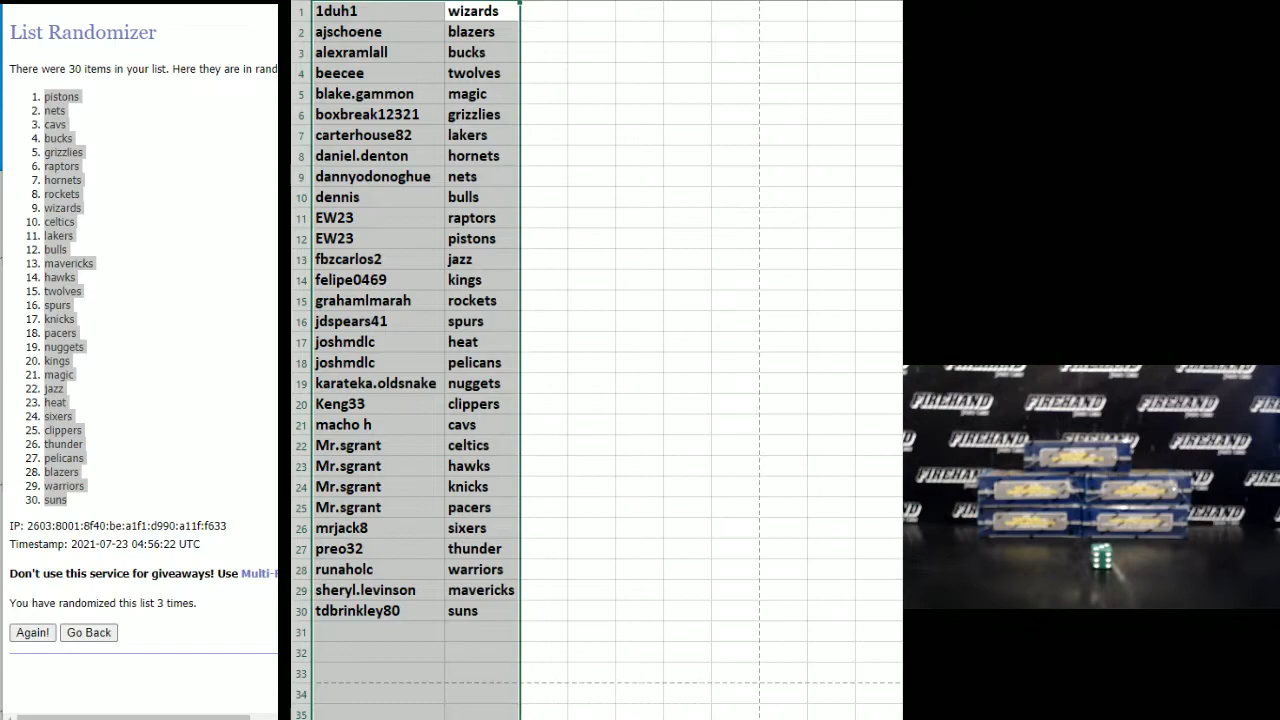 List Randomizer
There were 30 items in your list. Here they are in rand
1. pistons
2. nets
3. cavs
4. bucks
5. grizzlies
6. raptors
7. hornets
8. rockets
9. wizards
10. celtics
11. lakers
12. bulls
13. mavericks
14. hawks
15. twolves
16. spurs
17. knicks
18. pacers
19. nuggets
20. kings
21. magic
22. jazz
23. heat
24. sixers
25. clippers
26. thunder
27. pelicans
28. blazers
29. warriors
30. suns
IP: 2603:8001:8f40:be:a1f1:d990:a11f:f633
Timestamp: 2021-07-23 04:56:22 UTC
Don't use this service for giveaways! Use Multi-
You have randomized this list 3 times.
Again! Go Back
1 1duh1 wizards
2 ajschoene blazers
3 alexramlall bucks
4 beecee twolves
5 blake.gammon magic
6 boxbreak12321 grizzlies
7 carterhouse82 lakers
8 daniel.denton hornets
9 dannyodonoghue nets
10 dennis bulls
11 EW23 raptors
12 EW23 pistons
13 fbzcarlos2 jazz
14 felipe0469 kings
15 grahamlmarah rockets
16 jdspears41 spurs
17 joshmdlc heat
18 joshmdlc pelicans
19 karateka.oldsnake nuggets
20 Keng33 clippers
21 macho h cavs
22 Mr.sgrant celtics
23 Mr.sgrant hawks
24 Mr.sgrant knicks
25 Mr.sgrant pacers
26 mrjack8 sixers
27 preo32 thunder
28 runaholc warriors
29 sheryl.levinson mavericks
30 tdbrinkley80 suns
31
32
33
34
35
FIREHAND FIREHAND FIREHAND
FIREHAND FIREHAND FIREHAND
FIREHAND FIREHAND